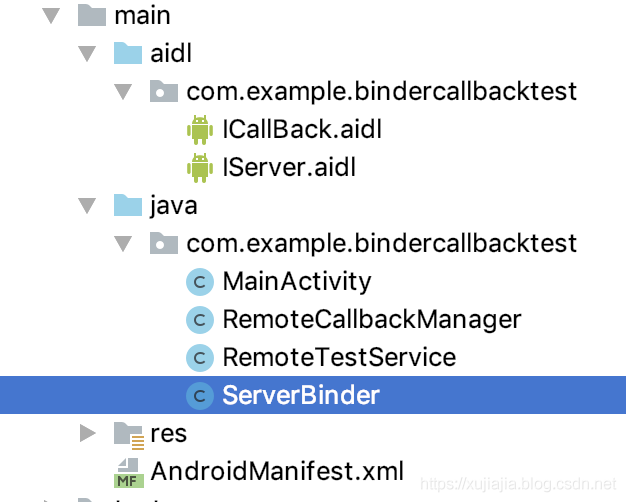 main
aidl
com.example.bindercallbacktest
ICallBack.aidl
IServer.aidl
java
com.example.bindercallbacktest
C MainActivity
C RemoteCallbackManager
C RemoteTestService
C ServerBinder
res
MF AndroidManifest.xml
https://xujiajia.blog.csdn.net